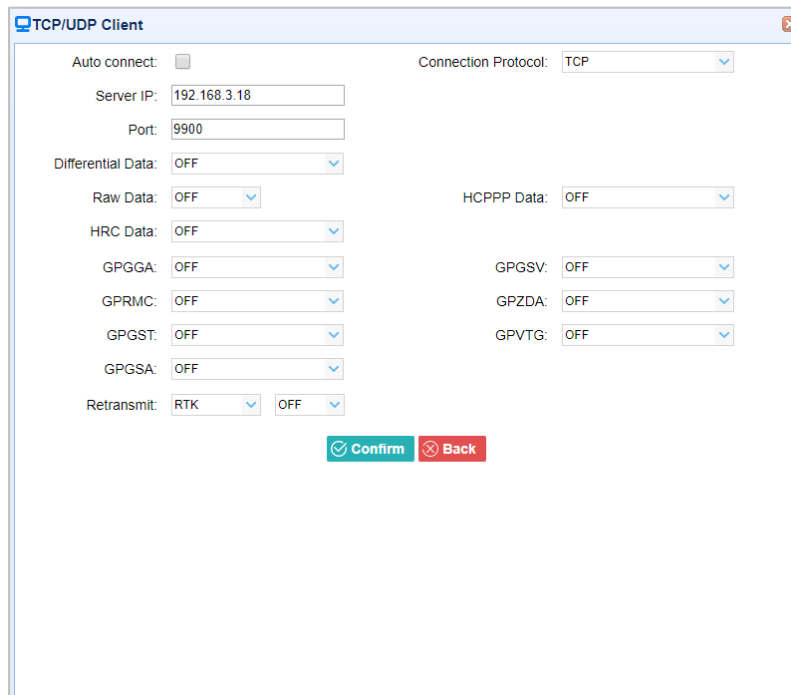 TCP/UDP Client
Auto connect: Connection Protocol: TCP
Server IP: 192.168.3.18
Port: 9900
Differential Data: OFF
Raw Data: OFF HCPPP Data: OFF
HRC Data: OFF
GPGGA: OFF GPGSV: OFF
GPRMC: OFF GPZDA: OFF
GPGST: OFF GPVTG: OFF
GPGSA: OFF
Retransmit: RTK OFF
Confirm Back